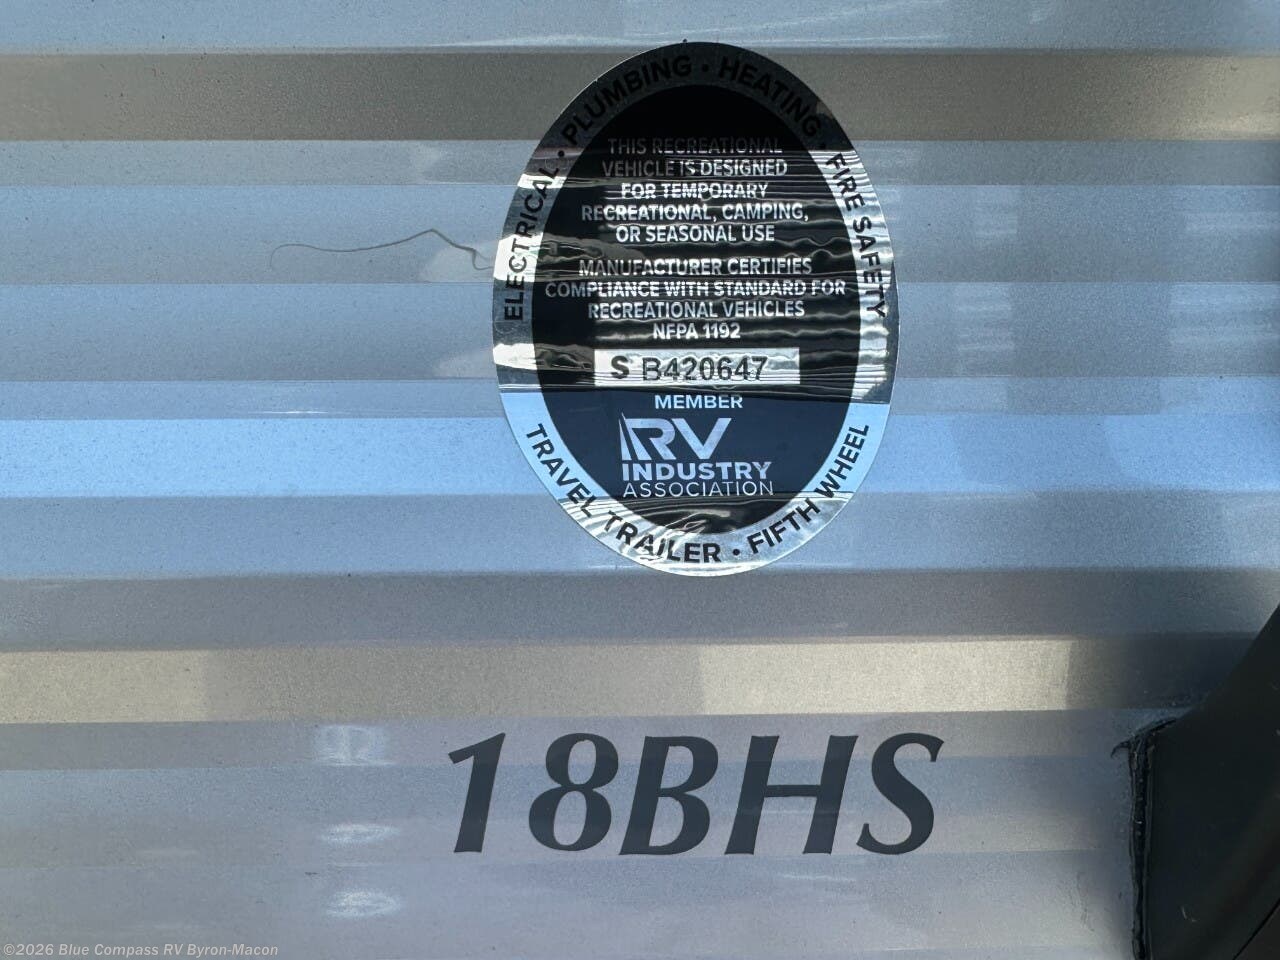 ELECTRICAL · PLUMBING · HEATING · FIRE SAFETY
THIS RECREATIONAL
VEHICLE IS DESIGNED
FOR TEMPORARY
RECREATIONAL, CAMPING,
OR SEASONAL USE
MANUFACTURER CERTIFIES
COMPLIANCE WITH STANDARD FOR
RECREATIONAL VEHICLES
NFPA 1192
S B420647
MEMBER
RV
INDUSTRY
ASSOCIATION
TRAVEL TRAILER · FIFTH WHEEL
18BHS
©2026 Blue Compass RV Byron-Macon